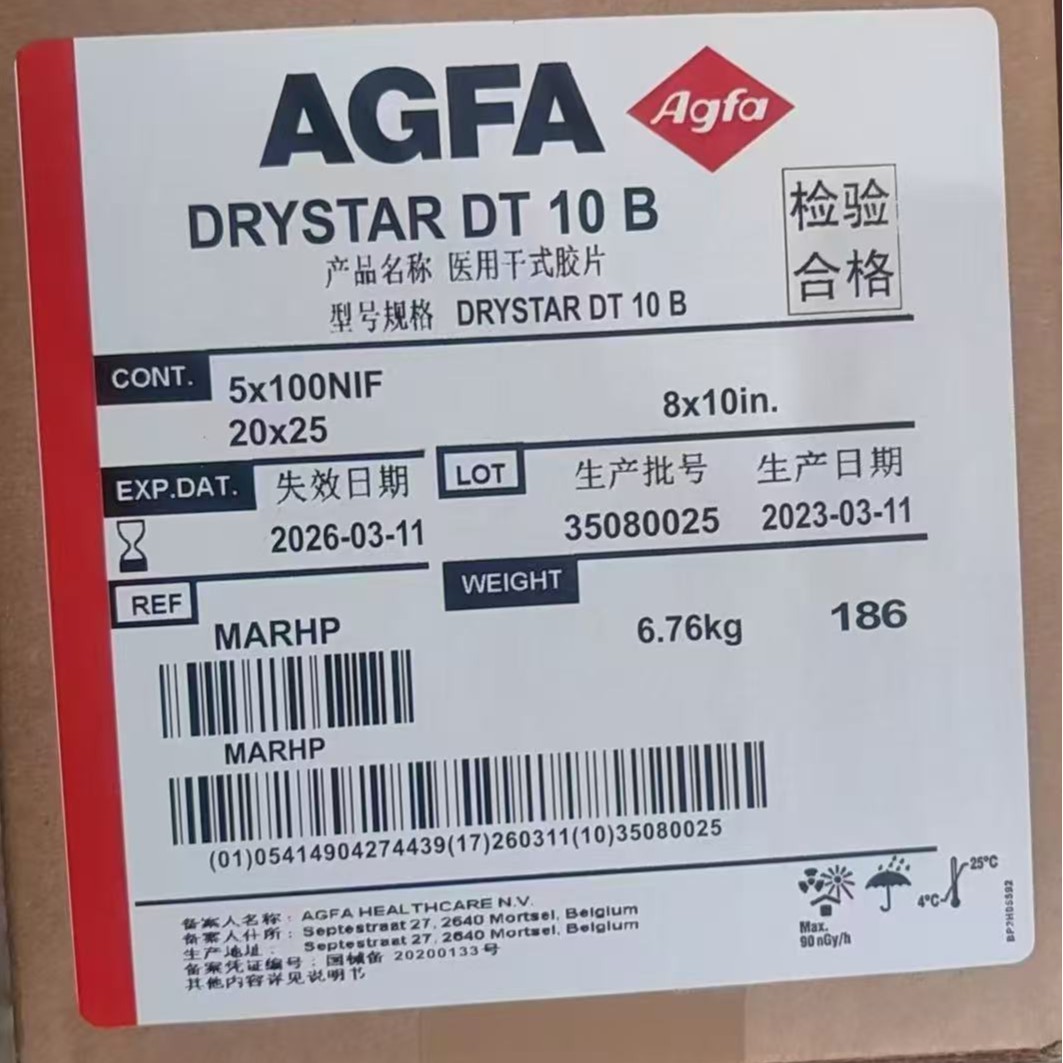 AGFA
Agfa
DRYSTAR DT 10 B
检验
合格
产品名称 医用干式胶片
型号规格 DRYSTAR DT 10 B
CONT.
5x100NIF
20x25
8x10in.
EXP.DAT. 失效日期
2026-03-11
LOT 生产批号 生产日期
35080025 2023-03-11
REF
MARHP
WEIGHT
6.76kg 186
MARHP
(01)05414904274439(17)260311(10)35080025
备案人名称：AGFA HEALTHCARE N.V.
备案人住所：Septestraat 27, 2640 Mortsel, Belgium
生产地址： Septestraat 27, 2640 Mortsel, Belgium
备案凭证编号：国械备 20200133号
其他内容详见说明书
Max.
90nGy/h
4°C
25°C